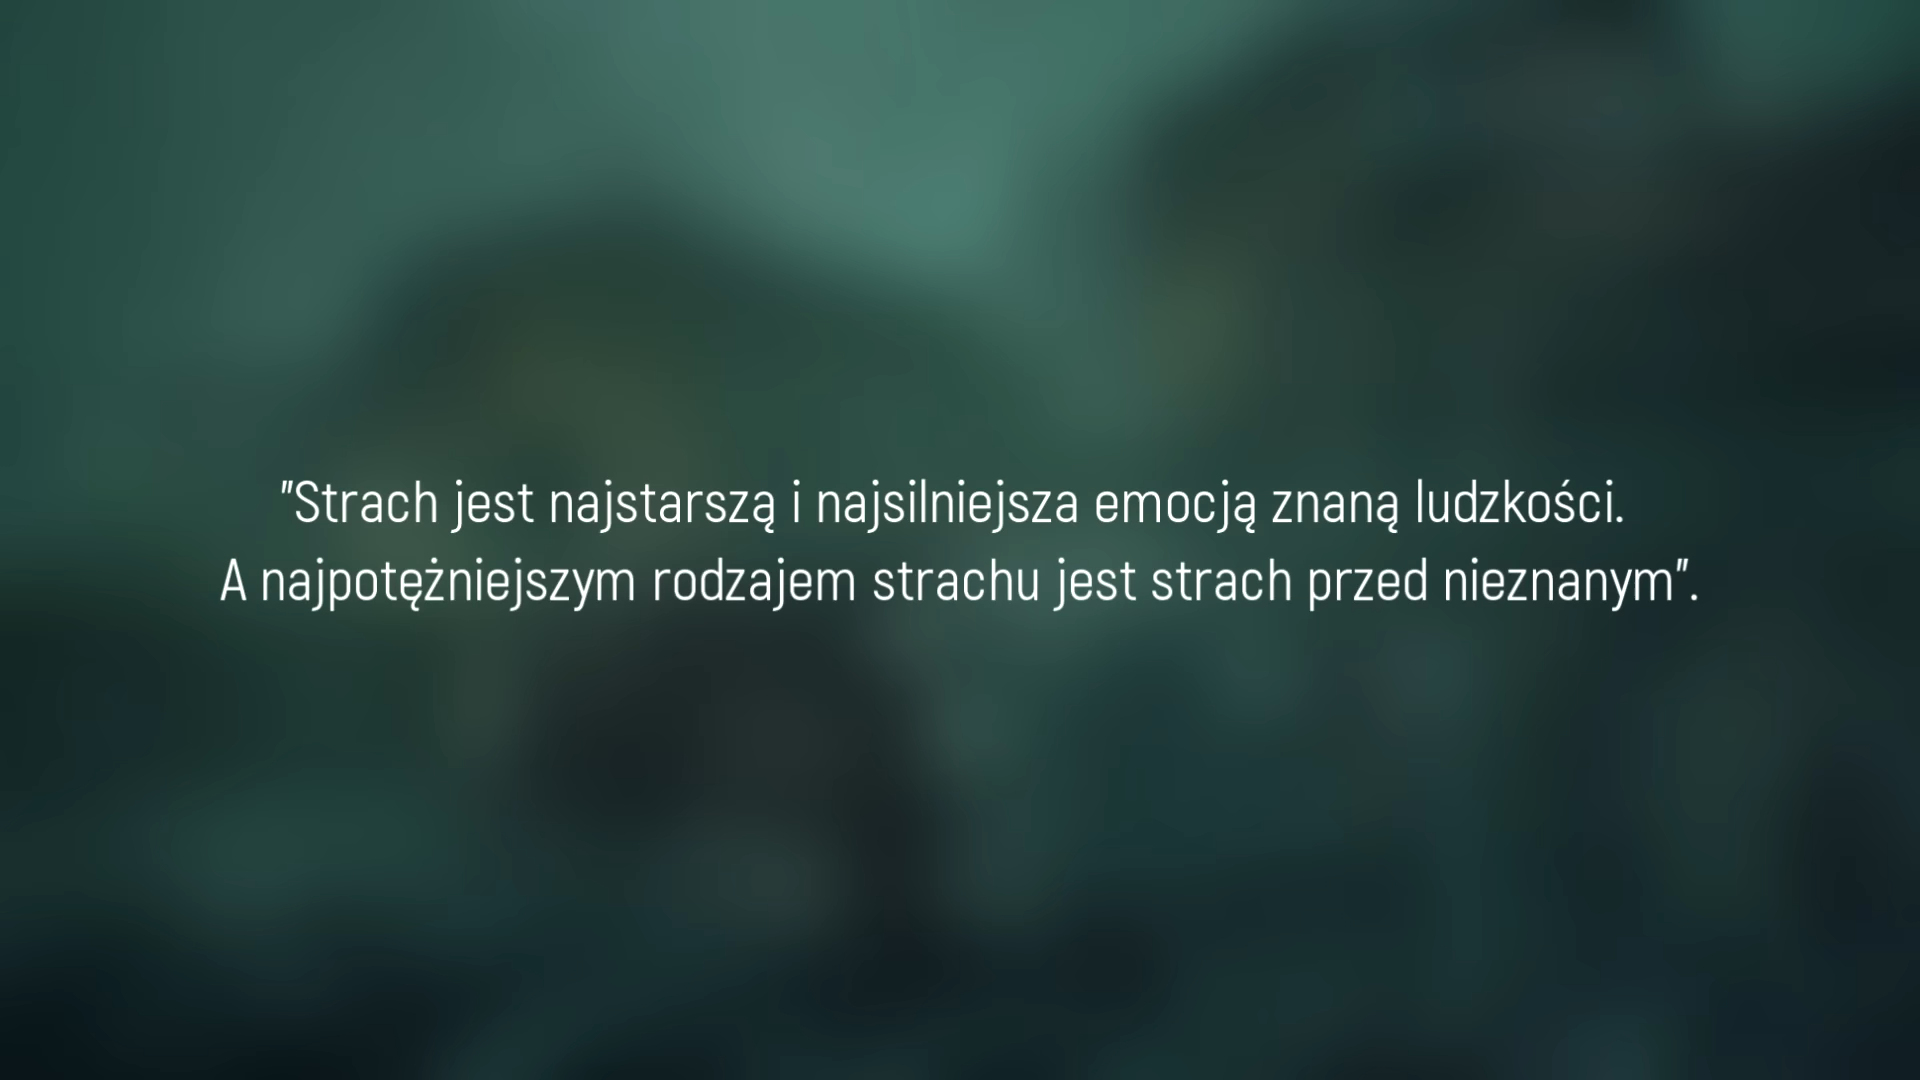 "Strach jest najstarszą i najsilniejsza emocją znaną ludzkości.
A najpotężniejszym rodzajem strachu jest strach przed nieznanym".